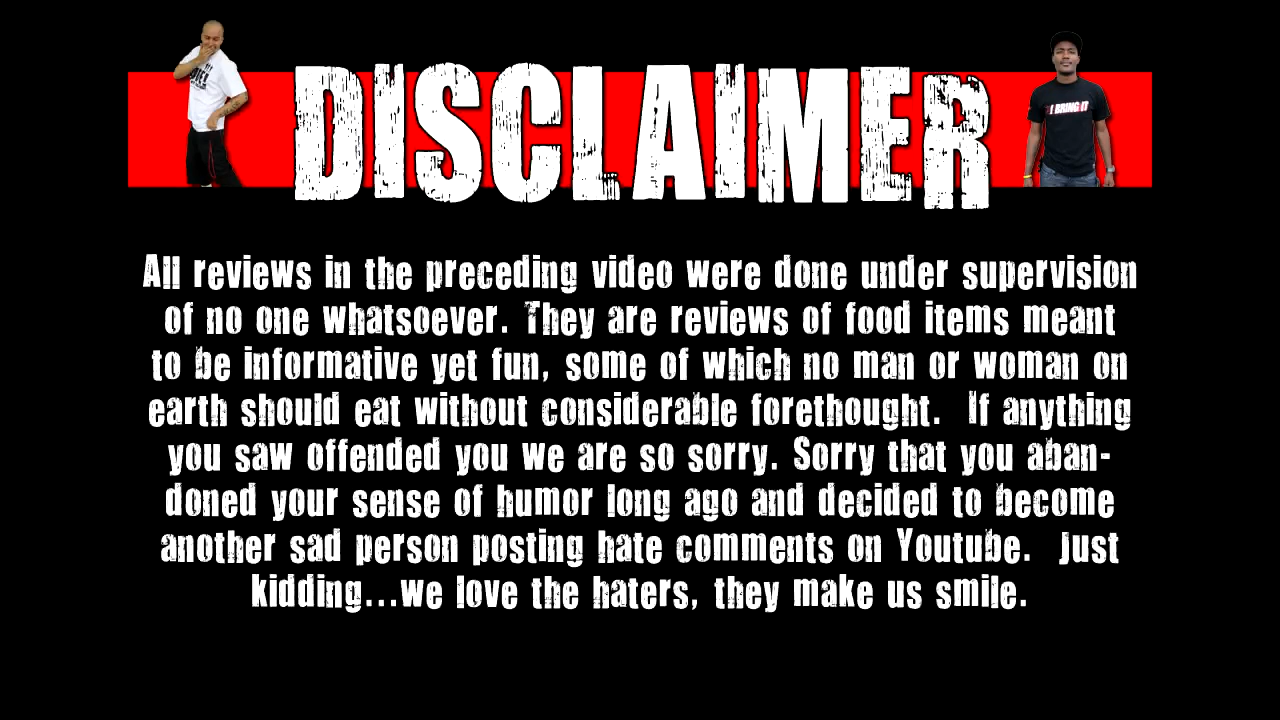 DISCLAIMER
I BRING IT
All reviews in the preceding video were done under supervision
of no one whatsoever. They are reviews of food items meant
to be informative yet fun, some of which no man or woman on
earth should eat without considerable forethought.  If anything
you saw offended you we are so sorry. Sorry that you aban-
doned your sense of humor long ago and decided to become
another sad person posting hate comments on Youtube.  Just
kidding...we love the haters, they make us smile.